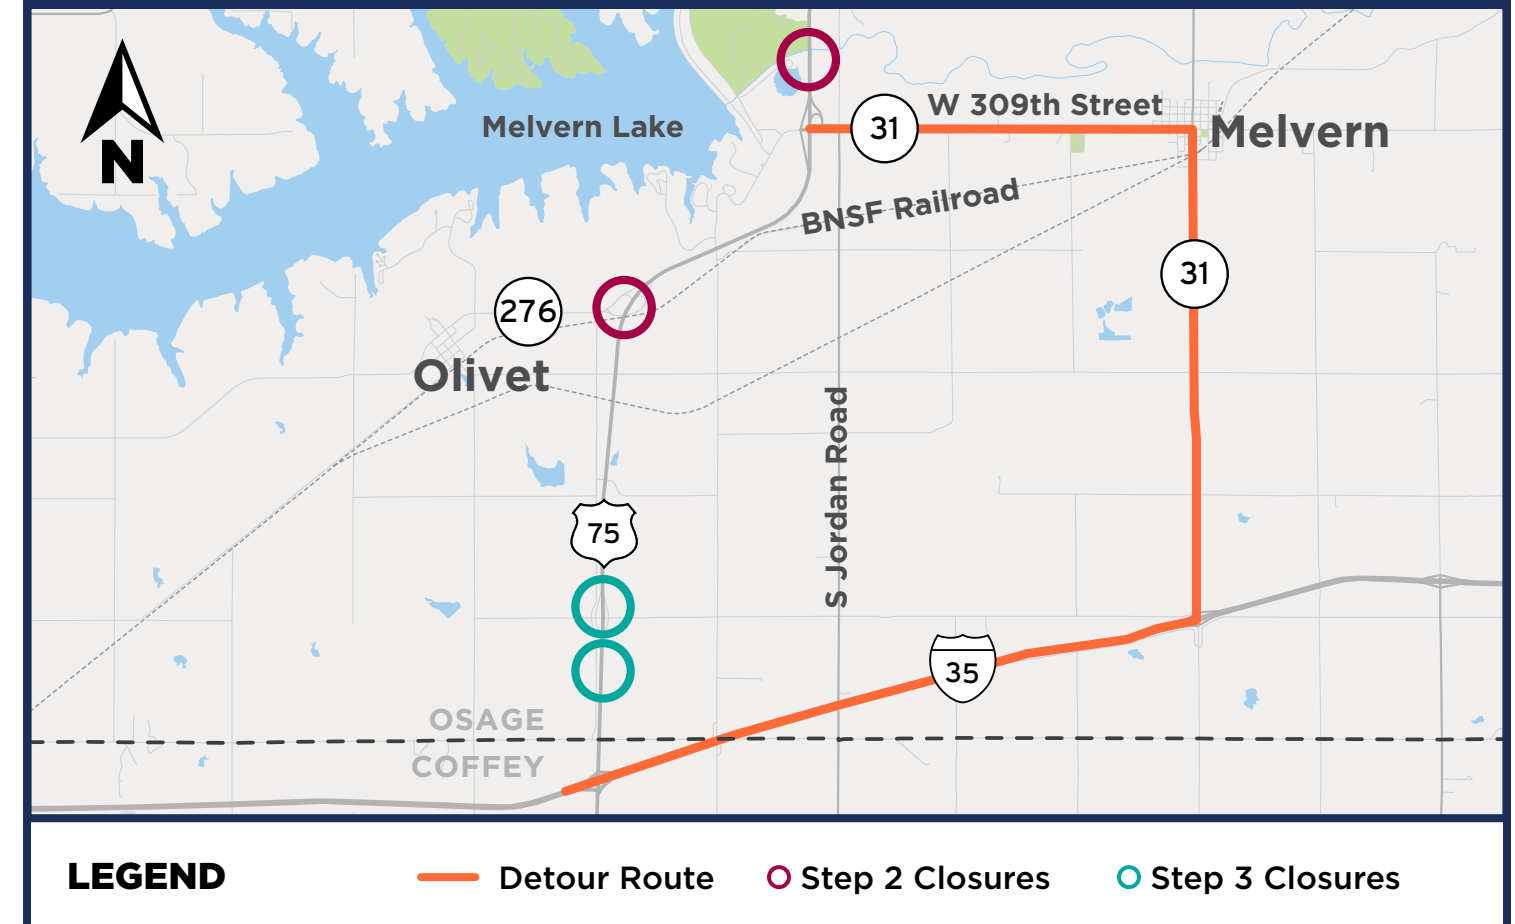 N
Melvern Lake
31
W 309th Street
Melvern
BNSF Railroad
31
276
Olivet
75
S Jordan Road
35
OSAGE
COFFEY
LEGEND
Detour Route
Step 2 Closures
Step 3 Closures